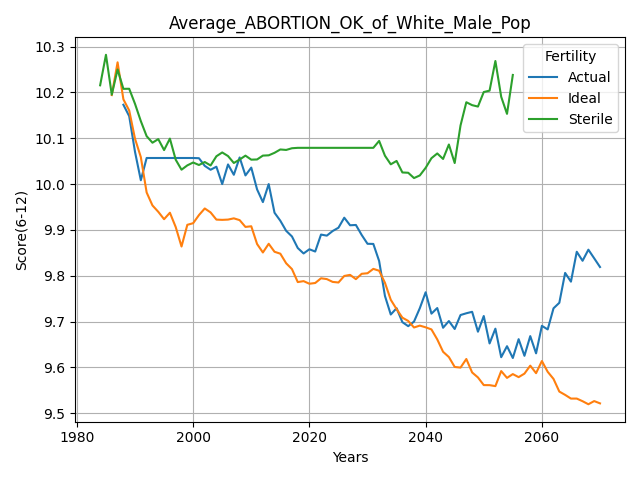 Average_ABORTION_OK_of_White_Male_Pop
Fertility
Actual
Ideal
Sterile
Score(6-12)
10.3
10.2
10.1
10.0
9.9
9.8
9.7
9.6
9.5
1980
2000
2020
2040
2060
Years